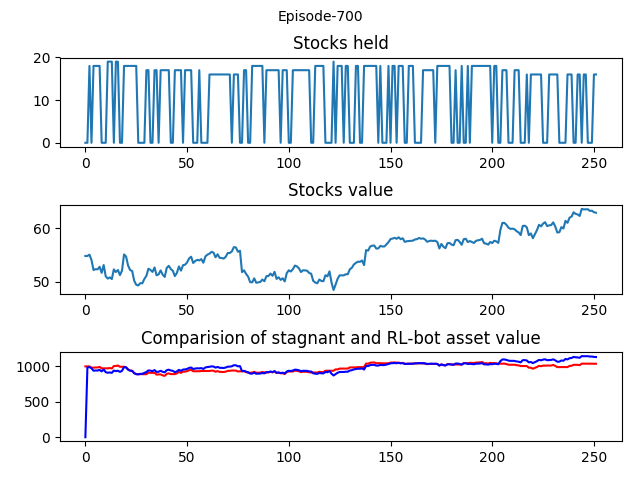 Episode-700
Stocks held
20
10
0
0 50 100 150 200 250
Stocks value
60
50
0 50 100 150 200 250
Comparision of stagnant and RL-bot asset value
1000
500
0
0 50 100 150 200 250